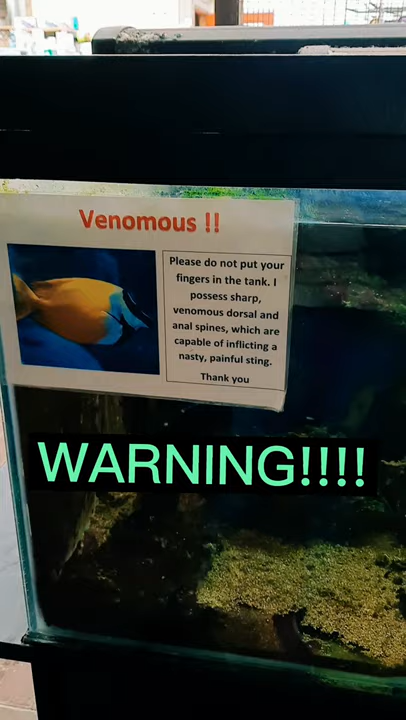 Venomous !!
Please do not put your
fingers in the tank. I
possess sharp,
venomous dorsal and
anal spines, which are
capable of inflicting a
nasty, painful sting.
Thank you
WARNING!!!!